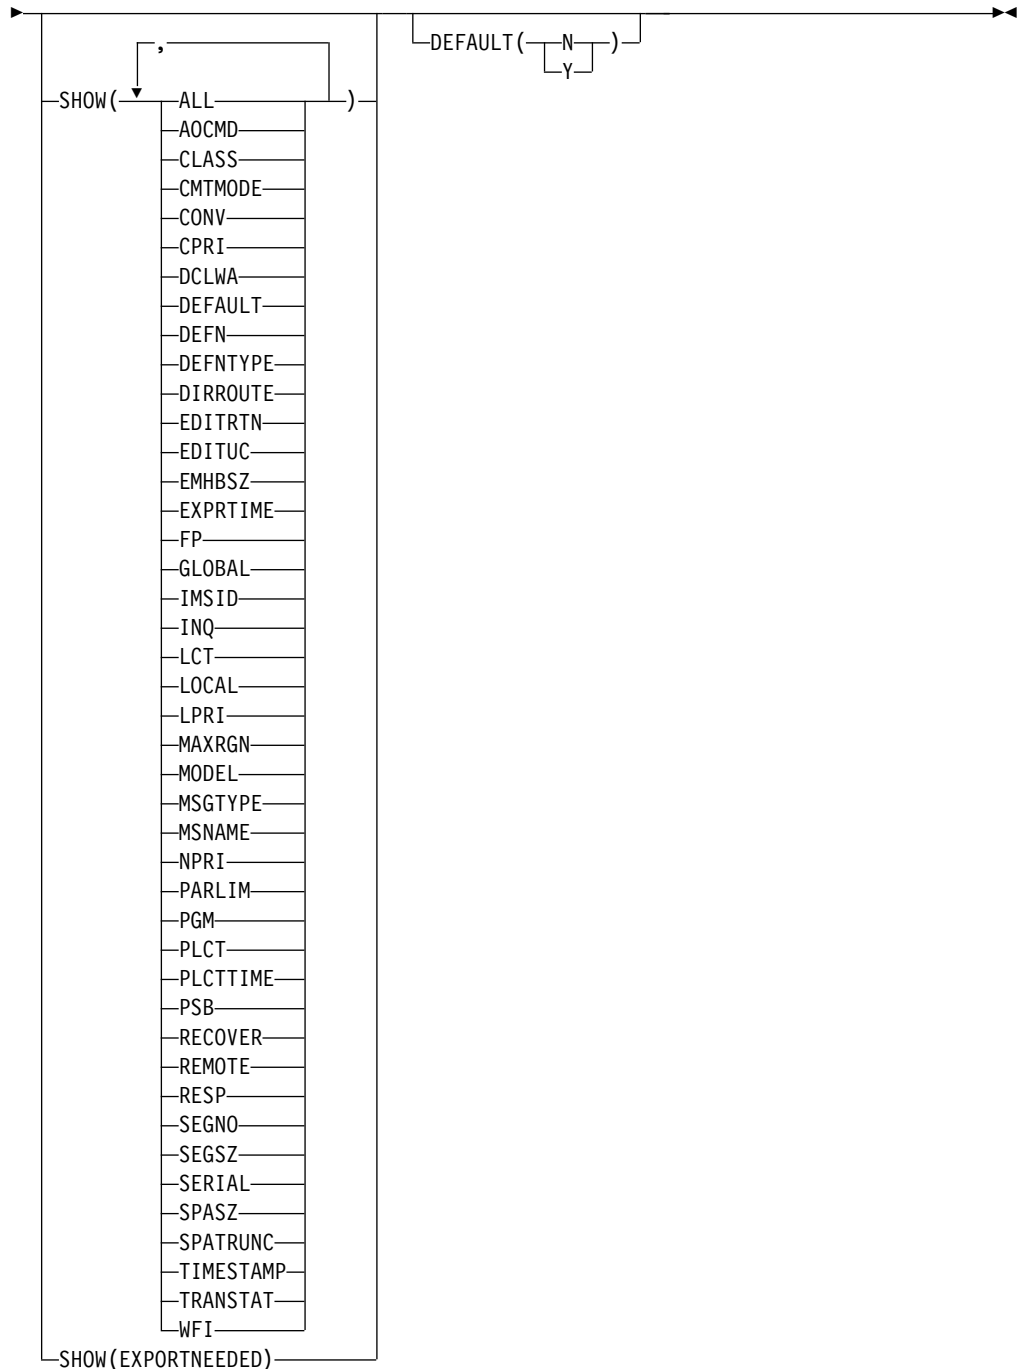 ,
DEFAULT( N )
Y
SHOW( ALL )
AOCMD
CLASS
CMTMODE
CONV
CPRI
DCLWA
DEFAULT
DEFN
DEFNTYPE
DIRROUTE
EDITRTN
EDITUC
EMHBSZ
EXPRTIME
FP
GLOBAL
IMSID
INQ
LCT
LOCAL
LPRI
MAXRGN
MODEL
MSGTYPE
MSNAME
NPRI
PARLIM
PGM
PLCT
PLCTTIME
PSB
RECOVER
REMOTE
RESP
SEGNO
SEGSZ
SERIAL
SPASZ
SPATRUNC
TIMESTAMP
TRANSTAT
WFI
SHOW(EXPORTNEEDED)